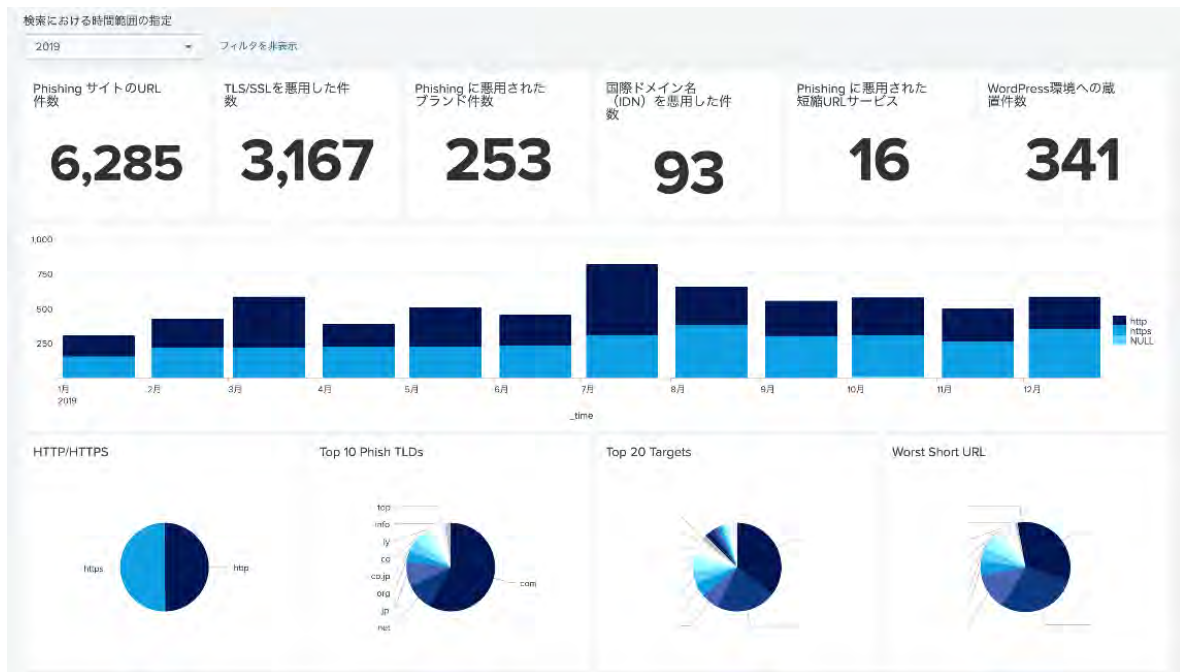 検索における時間範囲の指定
2019
フィルタを非表示
Phishing サイトのURL
件数
6,285
TLS/SSLを悪用した件
数
3,167
Phishing に悪用された
ブランド件数
253
国際ドメイン名
（IDN）を悪用した件
数
93
Phishing に悪用された
短縮URLサービス
16
WordPress環境への蔵
置件数
341
1,000
750
500
250
http
https
NULL
1月
2月
3月
4月
5月
6月
7月
8月
9月
10月
11月
12月
2019
_time
HTTP/HTTPS
https
http
Top 10 Phish TLDs
top
info
ly
co
co.jp
org
jp
net
com
Top 20 Targets
Worst Short URL